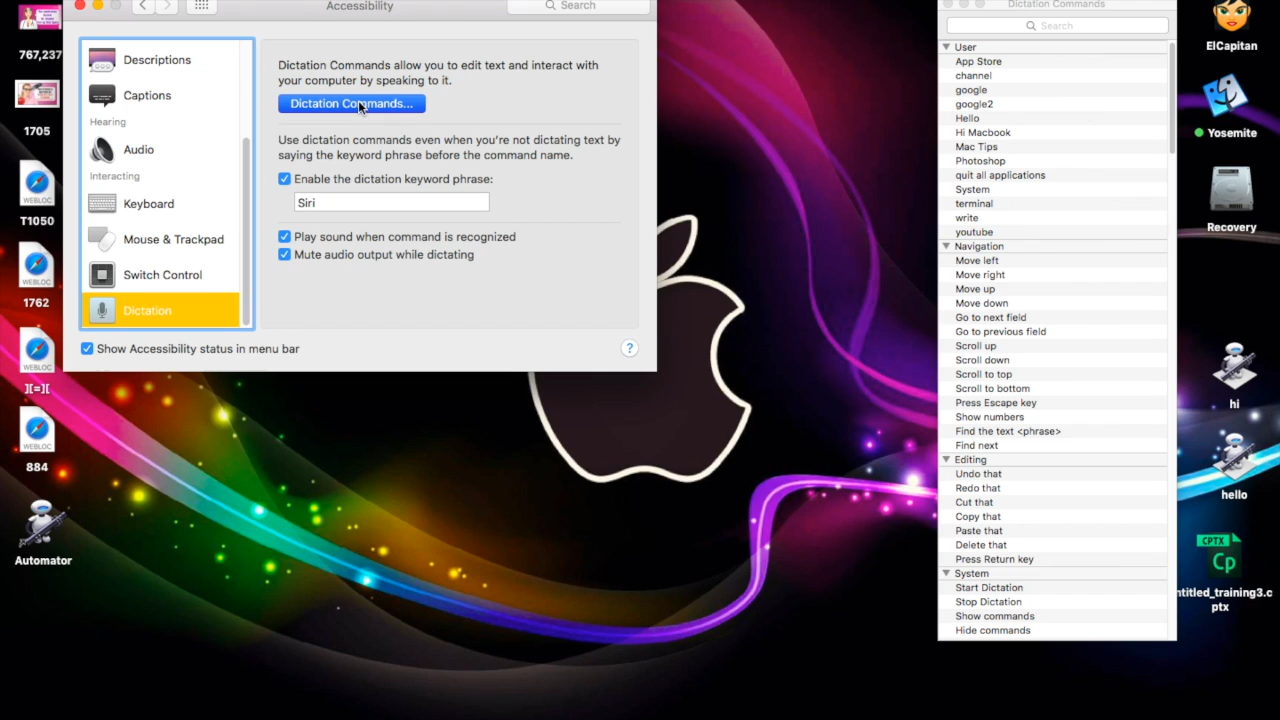 Accessibility
Search
Descriptions
Captions
Hearing
Audio
Interacting
Keyboard
Mouse & Trackpad
Switch Control
Dictation
Show Accessibility status in menu bar
?
Dictation Commands allow you to edit text and interact with
your computer by speaking to it.
Dictation Commands...
Use dictation commands even when you're not dictating text by
saying the keyword phrase before the command name.
Enable the dictation keyword phrase:
Siri
Play sound when command is recognized
Mute audio output while dictating
Dictation Commands
Search
User
App Store
channel
google
google2
Hello
Hi Macbook
Mac Tips
Photoshop
quit all applications
System
terminal
write
youtube
Navigation
Move left
Move right
Move up
Move down
Go to next field
Go to previous field
Scroll up
Scroll down
Scroll to top
Scroll to bottom
Press Escape key
Show numbers
Find the text <phrase>
Find next
Editing
Undo that
Redo that
Cut that
Copy that
Paste that
Delete that
Press Return key
System
Start Dictation
Stop Dictation
Show commands
Hide commands
767,237
1705
WEBLOC
T1050
WEBLOC
1762
WEBLOC
][=][
WEBLOC
884
Automator
ElCapitan
Yosemite
Recovery
hi
hello
CPTX
Cp
ntitled_training3.c
ptx